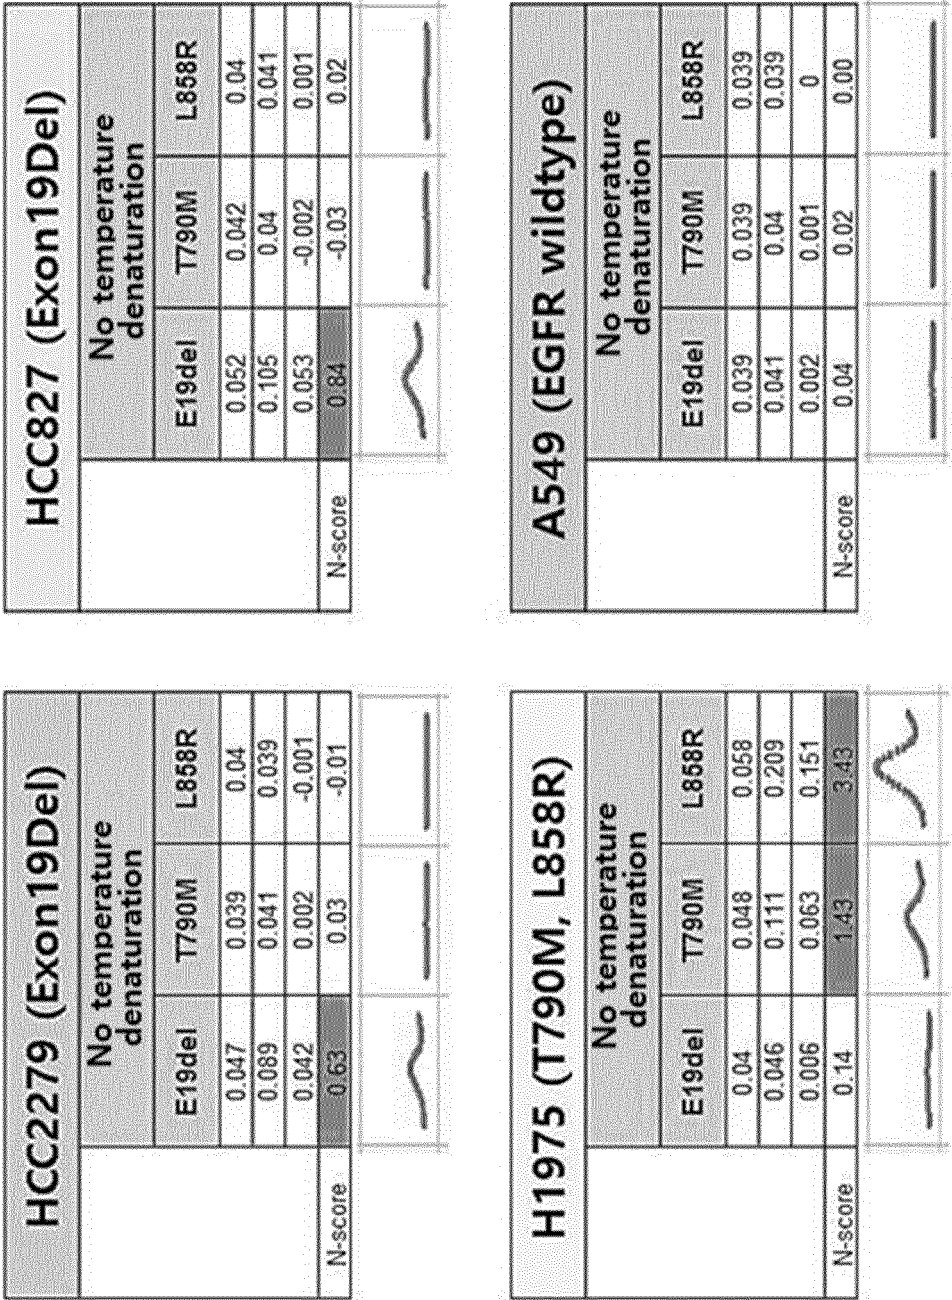 HCC2279 (Exon19Del)
No temperature
denaturation
E19del T790M L858R
0.047 0.039 0.04
0.089 0.041 0.039
0.042 0.002 -0.001
N-score 0.63 0.03 -0.01
HCC827 (Exon19Del)
No temperature
denaturation
E19del T790M L858R
0.052 0.042 0.04
0.105 0.04 0.041
0.053 -0.002 0.001
N-score 0.84 -0.03 0.02
H1975 (T790M, L858R)
No temperature
denaturation
E19del T790M L858R
0.04 0.048 0.058
0.046 0.111 0.209
0.006 0.063 0.151
N-score 0.14 1.43 3.43
A549 (EGFR wildtype)
No temperature
denaturation
E19del T790M L858R
0.039 0.039 0.039
0.041 0.04 0.039
0.002 0.001 0
N-score 0.04 0.02 0.00